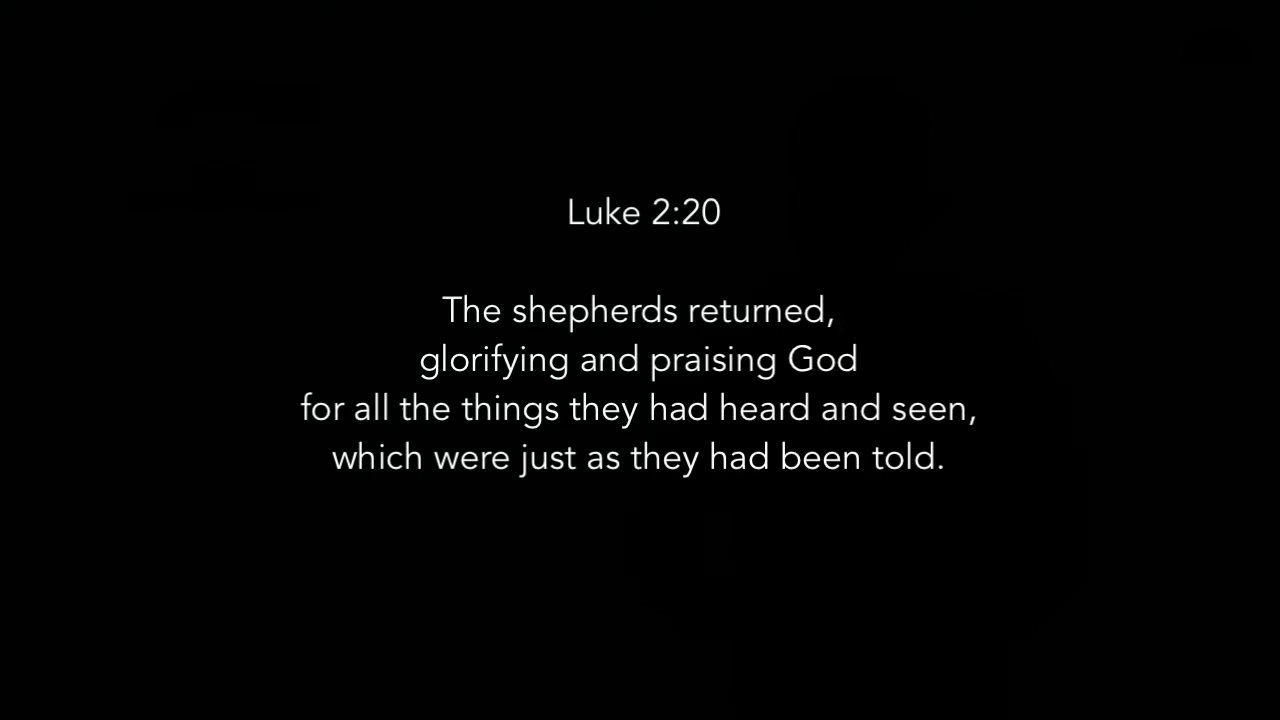 Luke 2:20
The shepherds returned,
glorifying and praising God
for all the things they had heard and seen,
which were just as they had been told.